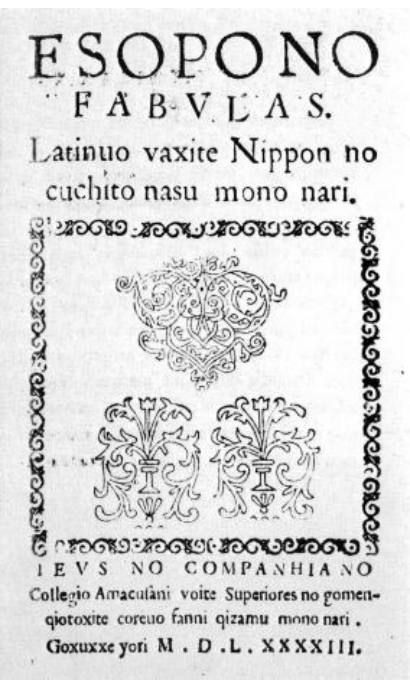 ESOPONO
FABVLAS.
Latinuo vaxite Nippon no
cuchito nasu mono nari.
IEVS NO COMPANHIA NO
Collegio Amacusani voite Superiores no gomen-
qiotoxite coreuo fanni qizamu mono nari.
Goxuxxe yori M. D. L. XXXXIII.